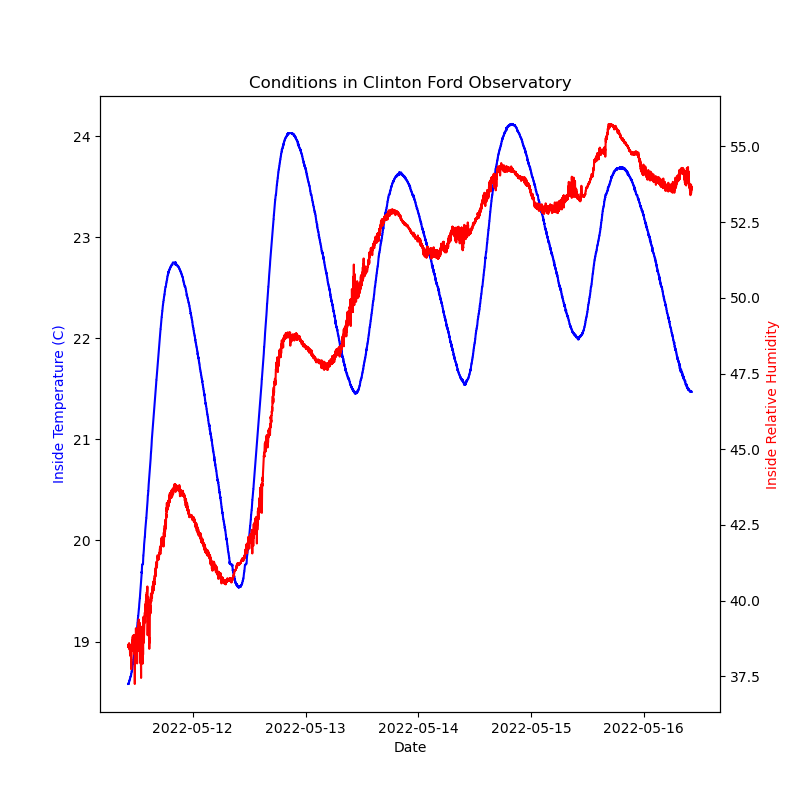 Conditions in Clinton Ford Observatory
Inside Temperature (C)
24
23
22
21
20
19
55.0
52.5
50.0
47.5
45.0
42.5
40.0
37.5
Inside Relative Humidity
2022-05-12 2022-05-13 2022-05-14 2022-05-15 2022-05-16
Date